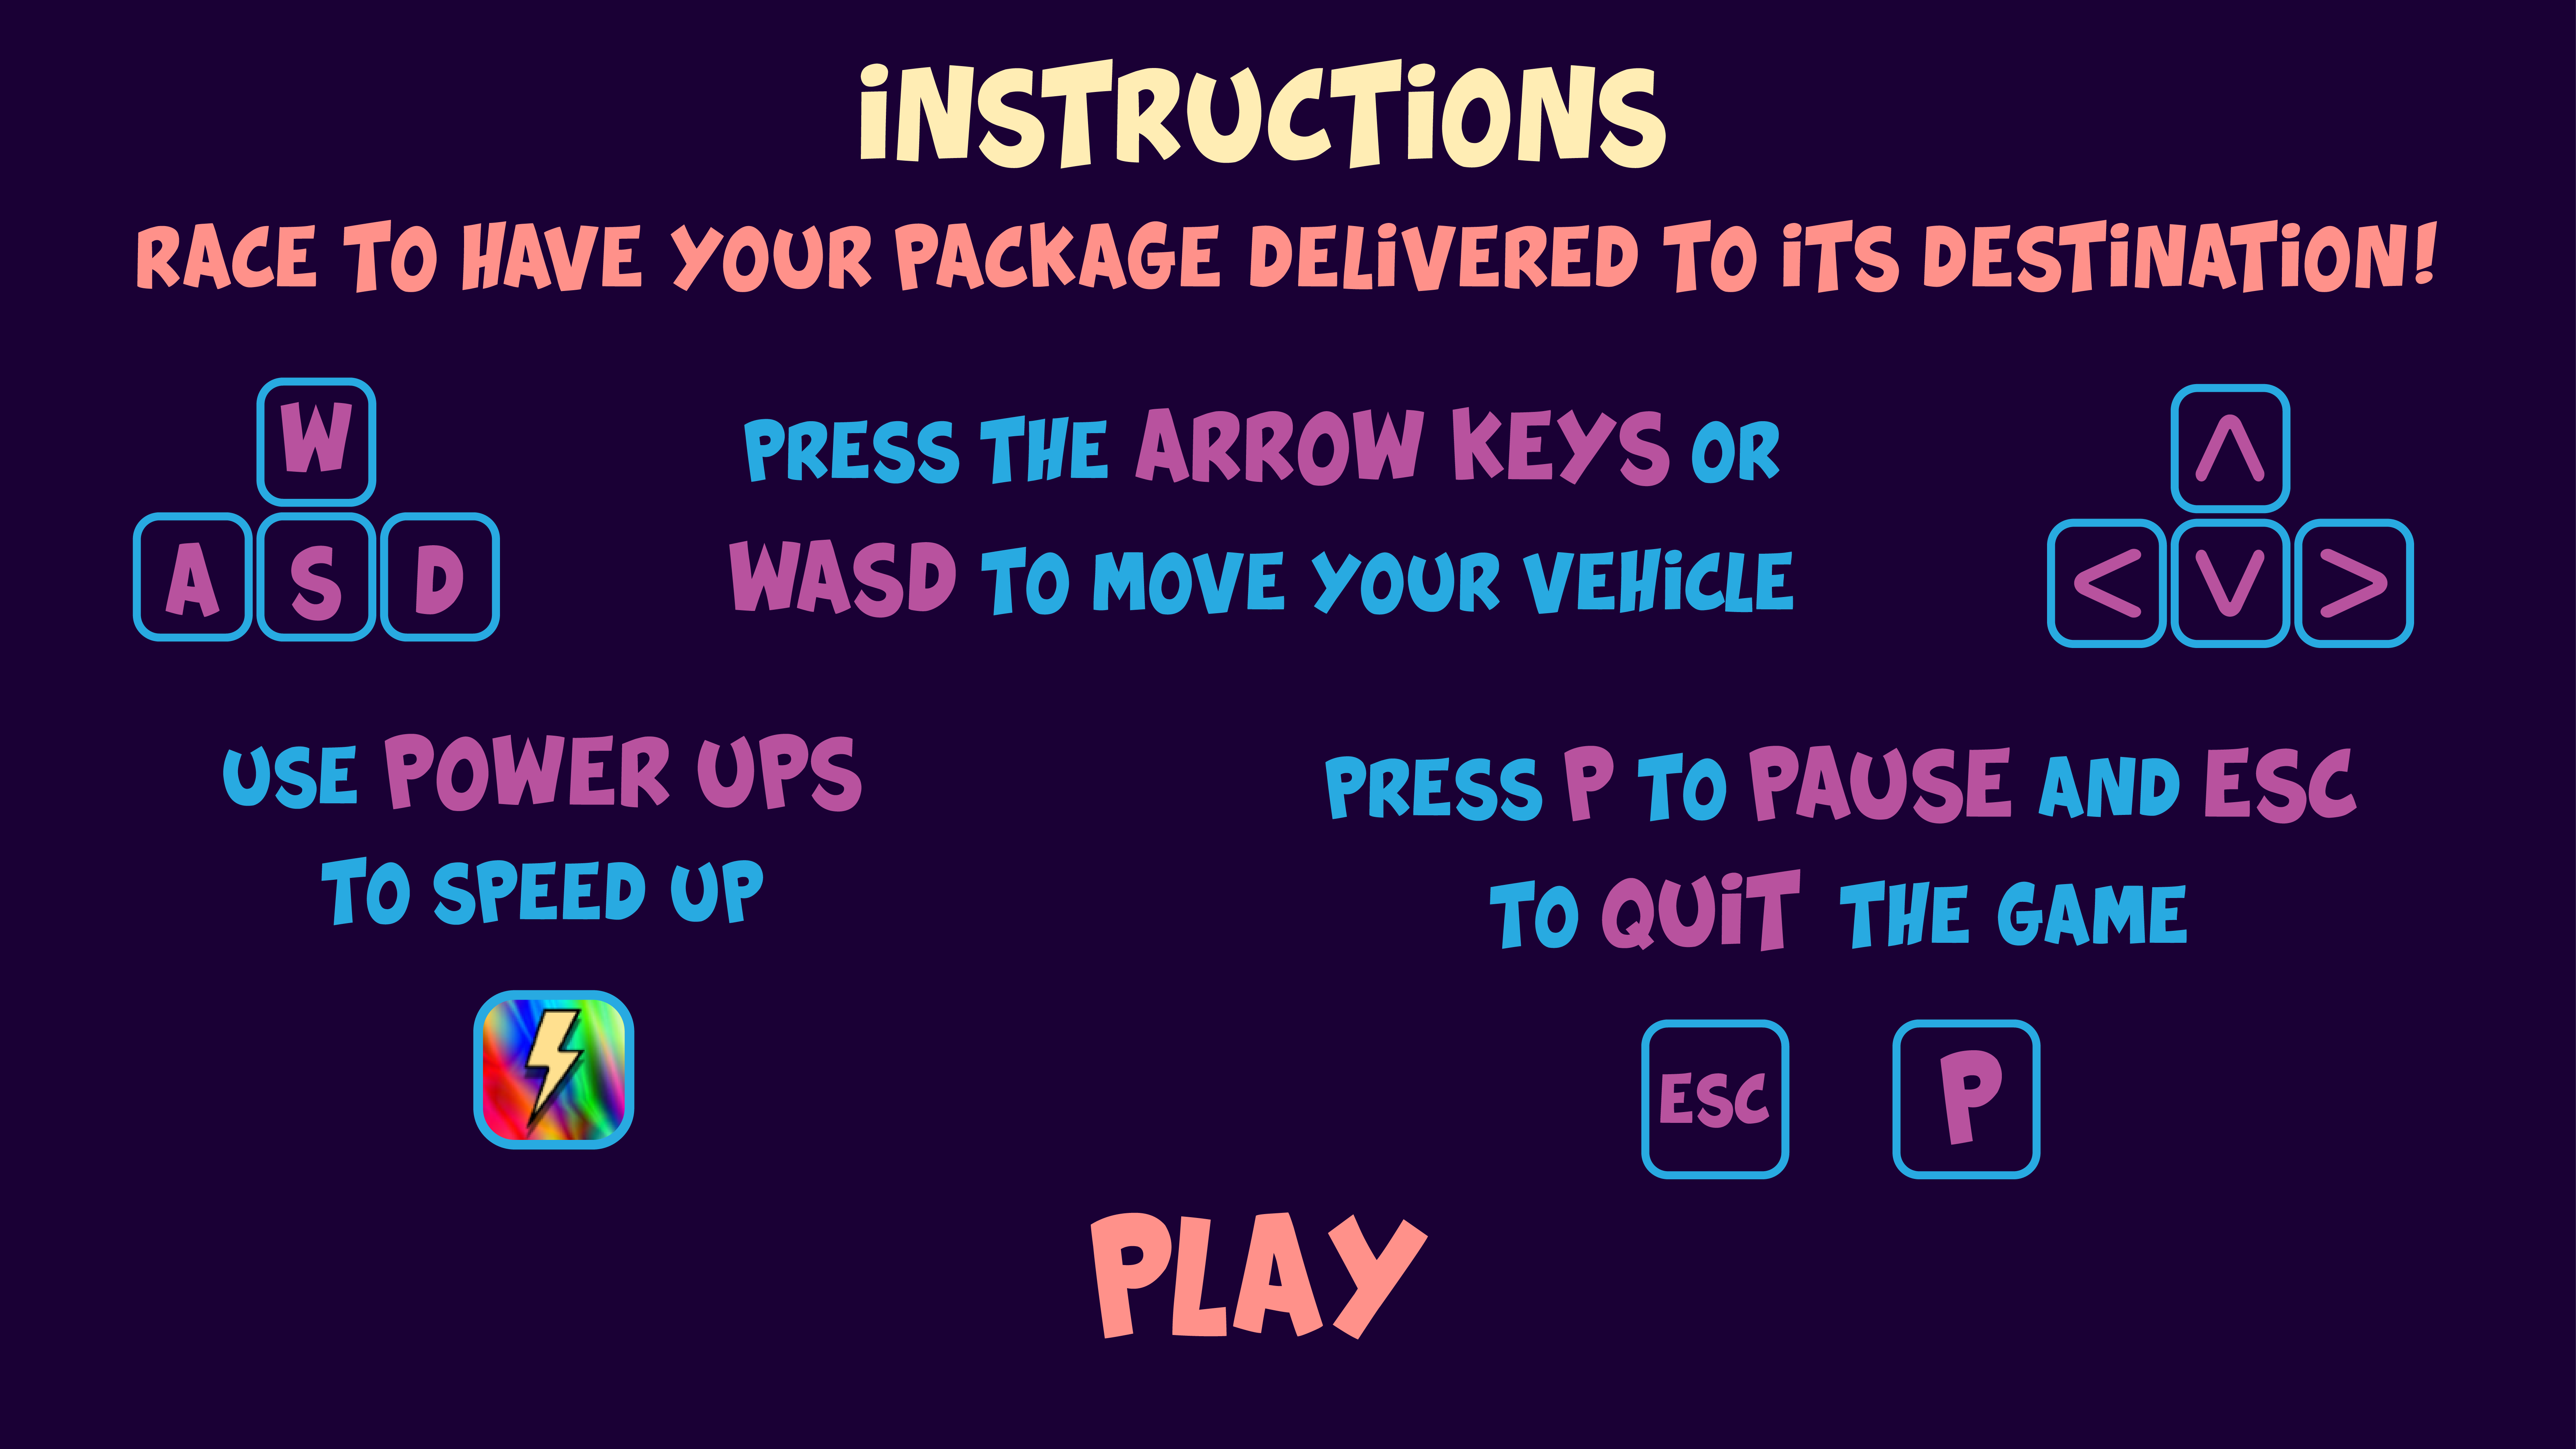 INSTRUCTIONS
RACE TO HAVE YOUR PACKAGE DELIVERED TO ITS DESTINATION!
W
A S D
PRESS THE ARROW KEYS OR
WASD TO MOVE YOUR VEHICLE
^
< v >
USE POWER UPS
TO SPEED UP
PRESS P TO PAUSE AND ESC
TO QUIT THE GAME
ESC P
PLAY